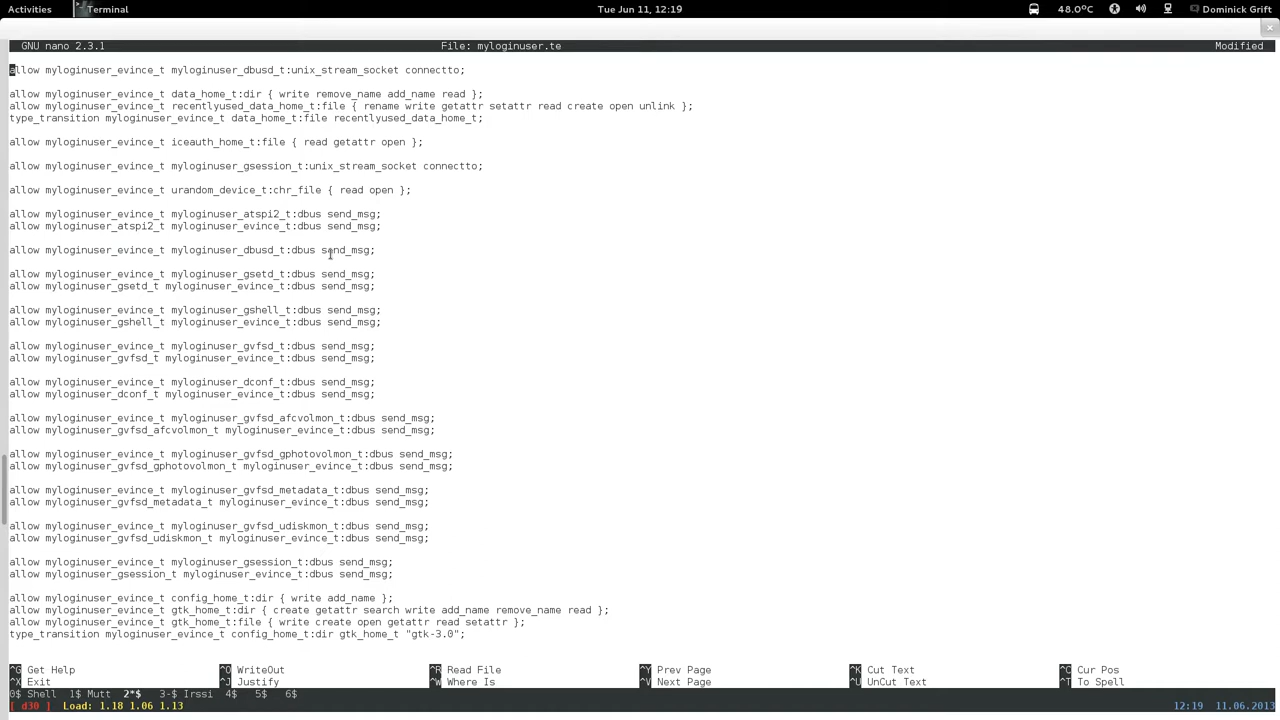 Activities Terminal Tue Jun 11, 12:19 48.0°C Dominick Grift
GNU nano 2.3.1 File: myloginuser.te Modified
allow myloginuser_evince_t myloginuser_dbusd_t:unix_stream_socket connectto;
allow myloginuser_evince_t data_home_t:dir { write remove_name add_name read };
allow myloginuser_evince_t recentlyused_data_home_t:file { rename write getattr setattr read create open unlink };
type_transition myloginuser_evince_t data_home_t:file recentlyused_data_home_t;
allow myloginuser_evince_t iceauth_home_t:file { read getattr open };
allow myloginuser_evince_t myloginuser_gsession_t:unix_stream_socket connectto;
allow myloginuser_evince_t urandom_device_t:chr_file { read open };
allow myloginuser_evince_t myloginuser_atspi2_t:dbus send_msg;
allow myloginuser_atspi2_t myloginuser_evince_t:dbus send_msg;
allow myloginuser_evince_t myloginuser_dbusd_t:dbus send_msg;
allow myloginuser_evince_t myloginuser_gsetd_t:dbus send_msg;
allow myloginuser_gsetd_t myloginuser_evince_t:dbus send_msg;
allow myloginuser_evince_t myloginuser_gshell_t:dbus send_msg;
allow myloginuser_gshell_t myloginuser_evince_t:dbus send_msg;
allow myloginuser_evince_t myloginuser_gvfsd_t:dbus send_msg;
allow myloginuser_gvfsd_t myloginuser_evince_t:dbus send_msg;
allow myloginuser_evince_t myloginuser_dconf_t:dbus send_msg;
allow myloginuser_dconf_t myloginuser_evince_t:dbus send_msg;
allow myloginuser_evince_t myloginuser_gvfsd_afcvolmon_t:dbus send_msg;
allow myloginuser_gvfsd_afcvolmon_t myloginuser_evince_t:dbus send_msg;
allow myloginuser_evince_t myloginuser_gvfsd_gphotovolmon_t:dbus send_msg;
allow myloginuser_gvfsd_gphotovolmon_t myloginuser_evince_t:dbus send_msg;
allow myloginuser_evince_t myloginuser_gvfsd_metadata_t:dbus send_msg;
allow myloginuser_gvfsd_metadata_t myloginuser_evince_t:dbus send_msg;
allow myloginuser_evince_t myloginuser_gvfsd_udiskmon_t:dbus send_msg;
allow myloginuser_gvfsd_udiskmon_t myloginuser_evince_t:dbus send_msg;
allow myloginuser_evince_t myloginuser_gsession_t:dbus send_msg;
allow myloginuser_gsession_t myloginuser_evince_t:dbus send_msg;
allow myloginuser_evince_t config_home_t:dir { write add_name };
allow myloginuser_evince_t gtk_home_t:dir { create getattr search write add_name remove_name read };
allow myloginuser_evince_t gtk_home_t:file { write create open getattr read setattr };
type_transition myloginuser_evince_t config_home_t:dir gtk_home_t "gtk-3.0";
^G Get Help ^O WriteOut ^R Read File ^Y Prev Page ^K Cut Text ^C Cur Pos
^X Exit ^J Justify ^W Where Is ^V Next Page ^U UnCut Text ^T To Spell
0$ Shell 1$ Mutt 2*$ 3-$ Irssi 4$ 5$ 6$
[ d30 ] Load: 1.18 1.06 1.13 12:19 11.06.2013